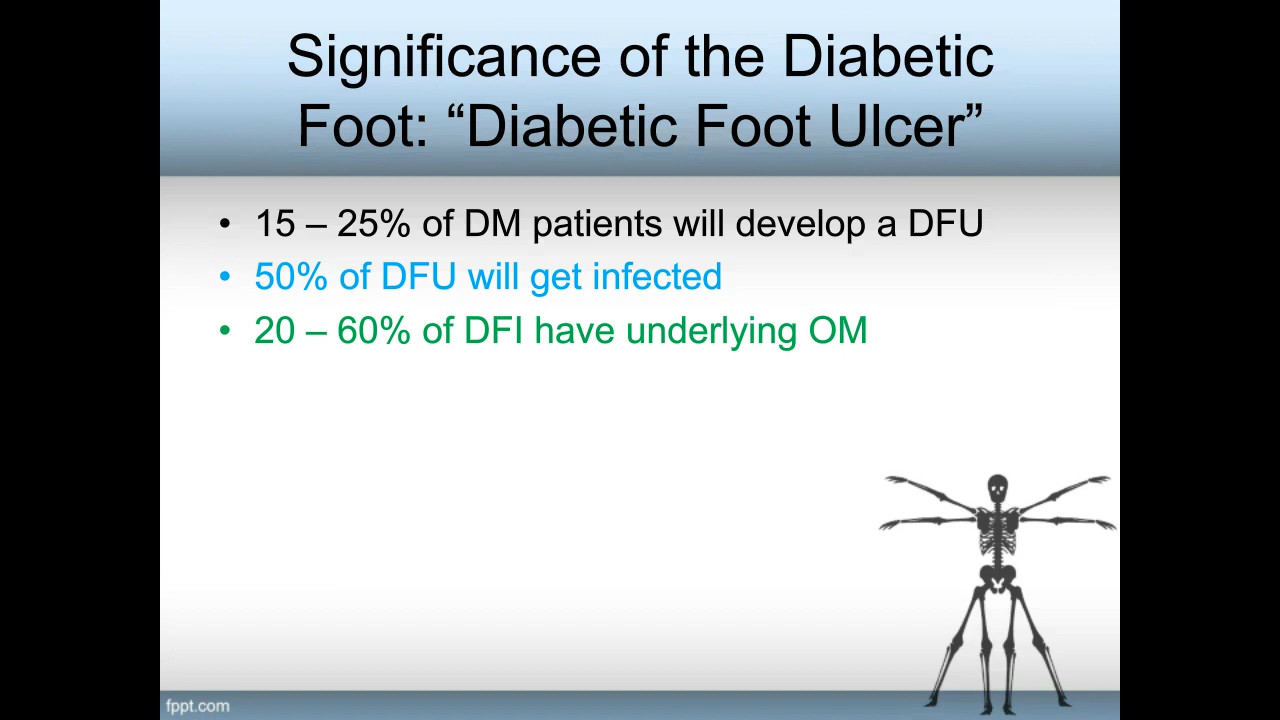 Significance of the Diabetic
Foot: “Diabetic Foot Ulcer”
• 15 – 25% of DM patients will develop a DFU
• 50% of DFU will get infected
• 20 – 60% of DFI have underlying OM
fppt.com